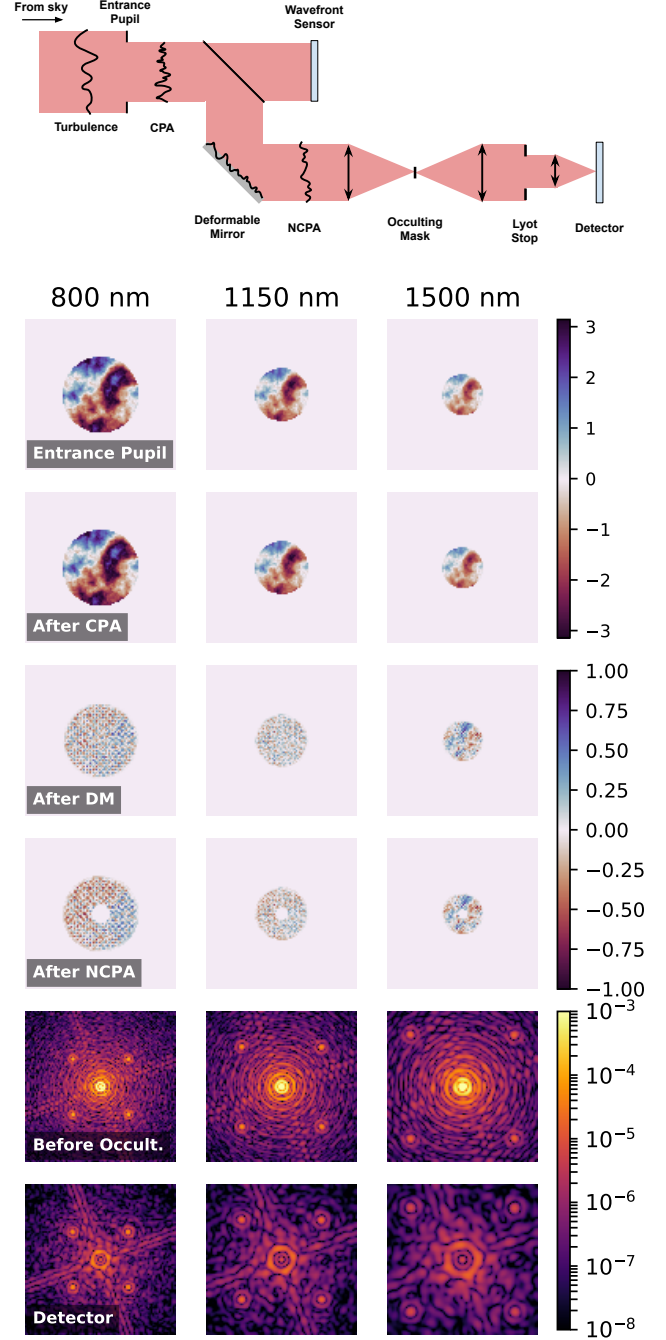 From sky
Entrance
Pupil
Wavefront
Sensor
Turbulence
CPA
Deformable
Mirror
NCPA
Occulting
Mask
Lyot
Stop
Detector
800 nm
1150 nm
1500 nm
Entrance Pupil
3
2
1
0
−1
−2
−3
After CPA
After DM
1.00
0.75
0.50
0.25
0.00
−0.25
−0.50
−0.75
−1.00
After NCPA
Before Occult.
10⁻³
10⁻⁴
10⁻⁵
10⁻⁶
10⁻⁷
10⁻⁸
Detector